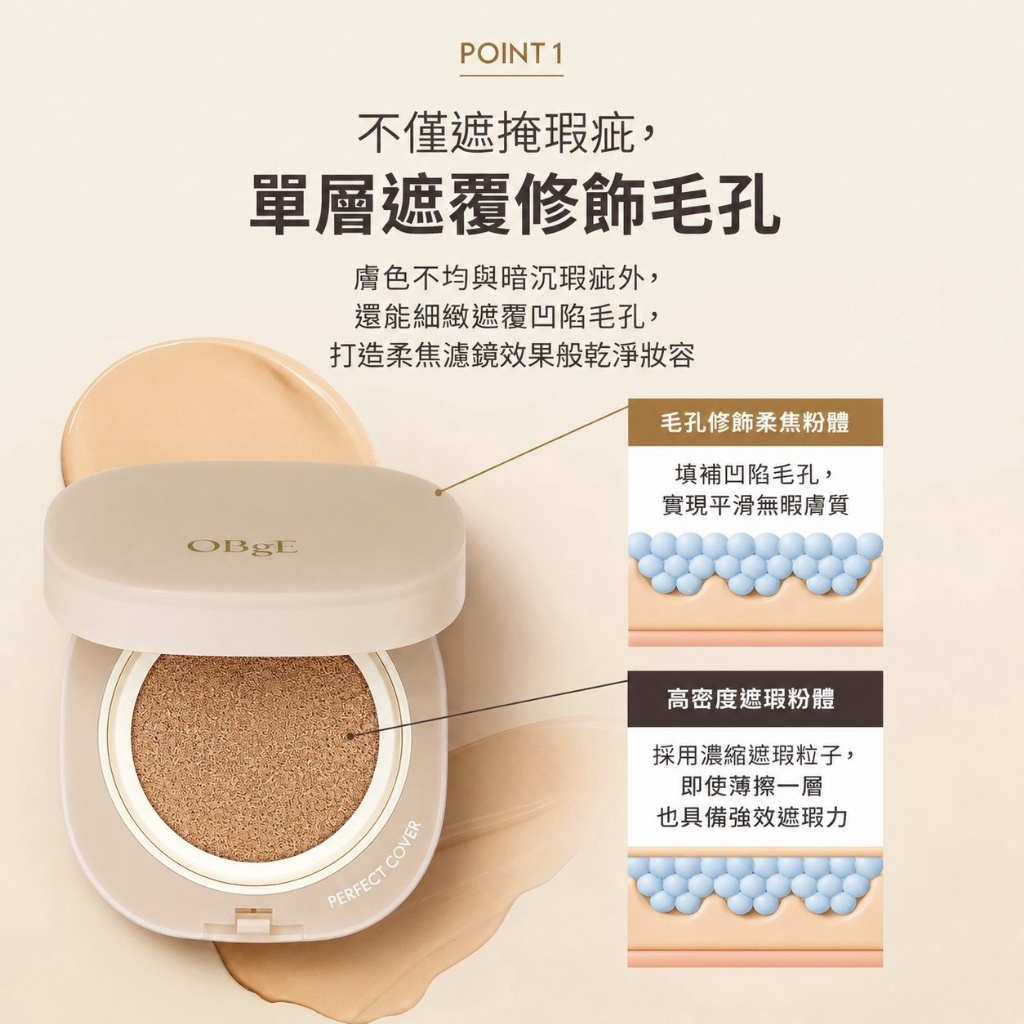 POINT 1
不僅遮掩瑕疵，
單層遮覆修飾毛孔
膚色不均與暗沉瑕疵外，
還能細緻遮覆凹陷毛孔，
打造柔焦濾鏡效果般乾淨妝容
毛孔修飾柔焦粉體
填補凹陷毛孔，
實現平滑無暇膚質
OBgE
高密度遮瑕粉體
採用濃縮遮瑕粒子，
即使薄擦一層
也具備強效遮瑕力
PERFECT COVER